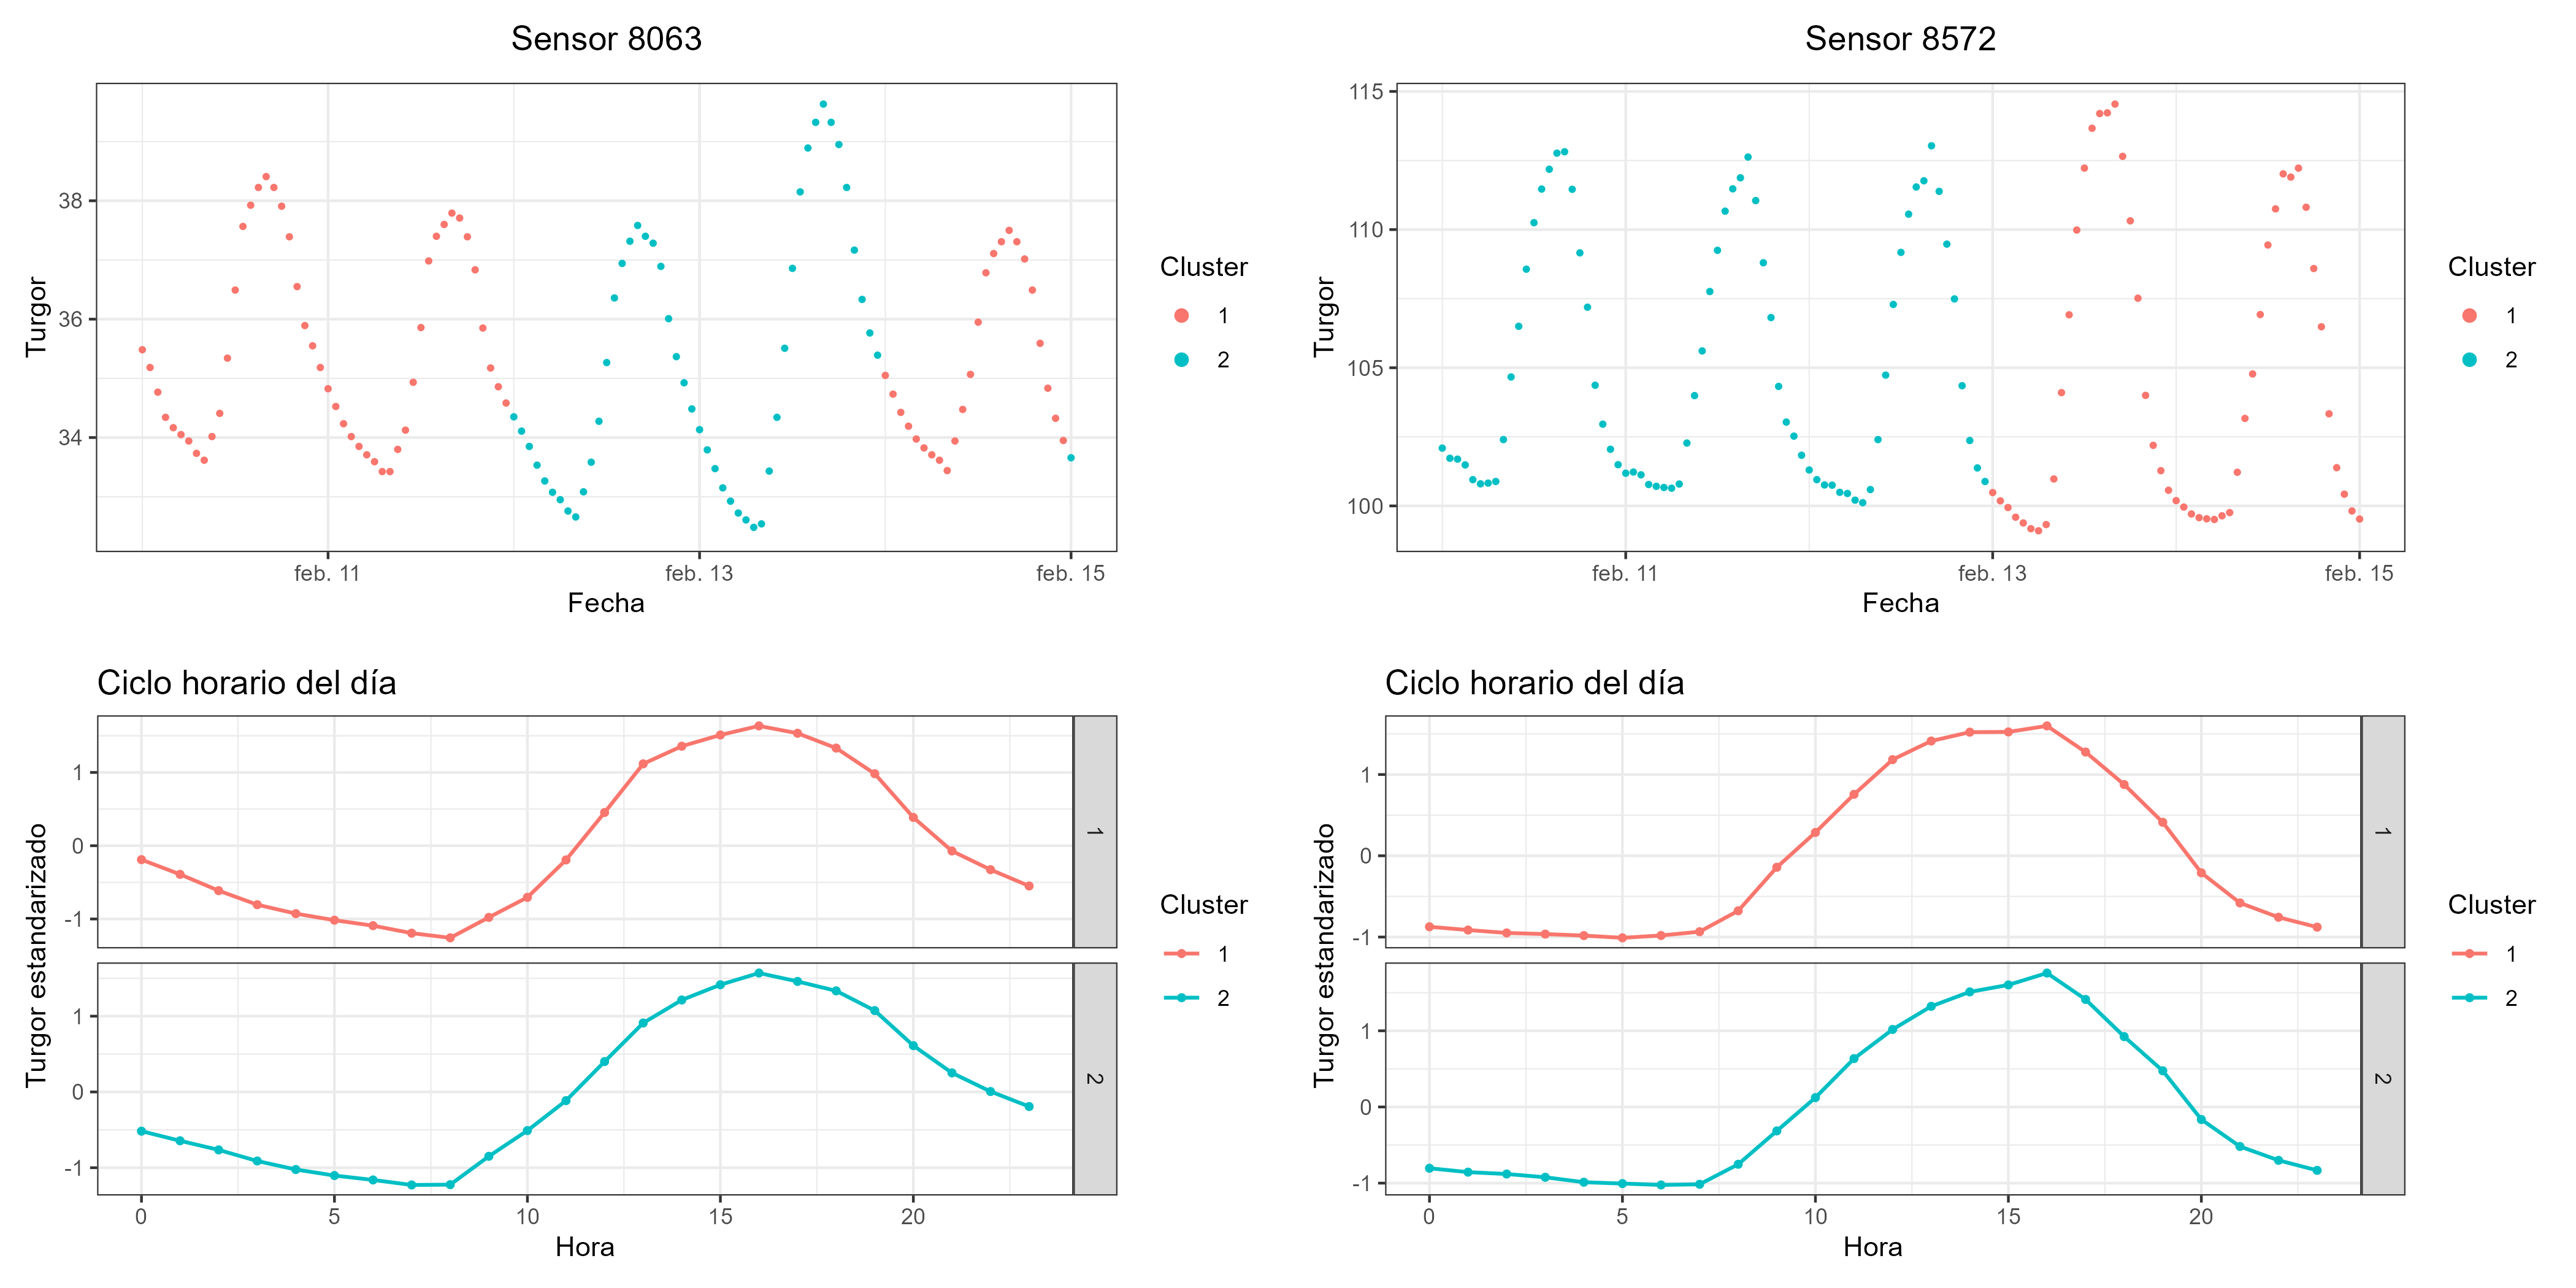 Sensor 8063
Turgor
38
36
34
feb. 11
feb. 13
feb. 15
Fecha
Cluster
1
2
Sensor 8572
Turgor
115
110
105
100
feb. 11
feb. 13
feb. 15
Fecha
Cluster
1
2
Ciclo horario del día
Turgor estandarizado
1
0
-1
1
1
0
-1
2
0
5
10
15
20
Hora
Cluster
1
2
Ciclo horario del día
Turgor estandarizado
1
0
-1
1
1
0
-1
2
0
5
10
15
20
Hora
Cluster
1
2